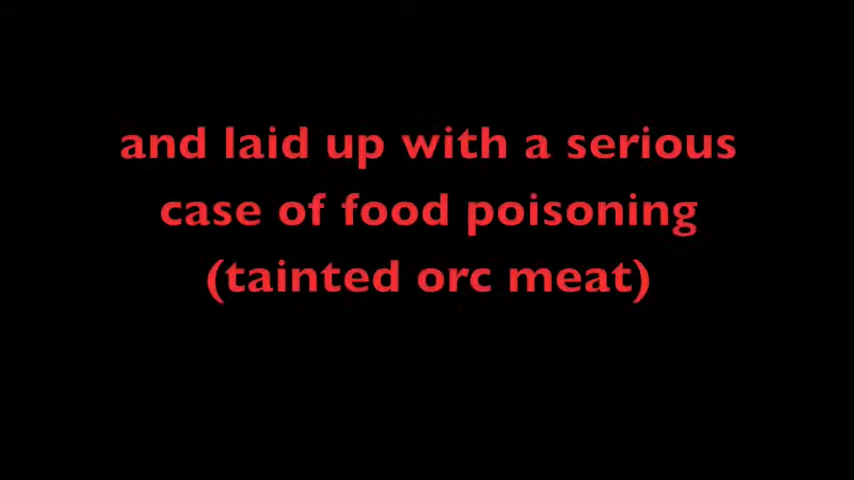 and laid up with a serious
case of food poisoning
(tainted orc meat)